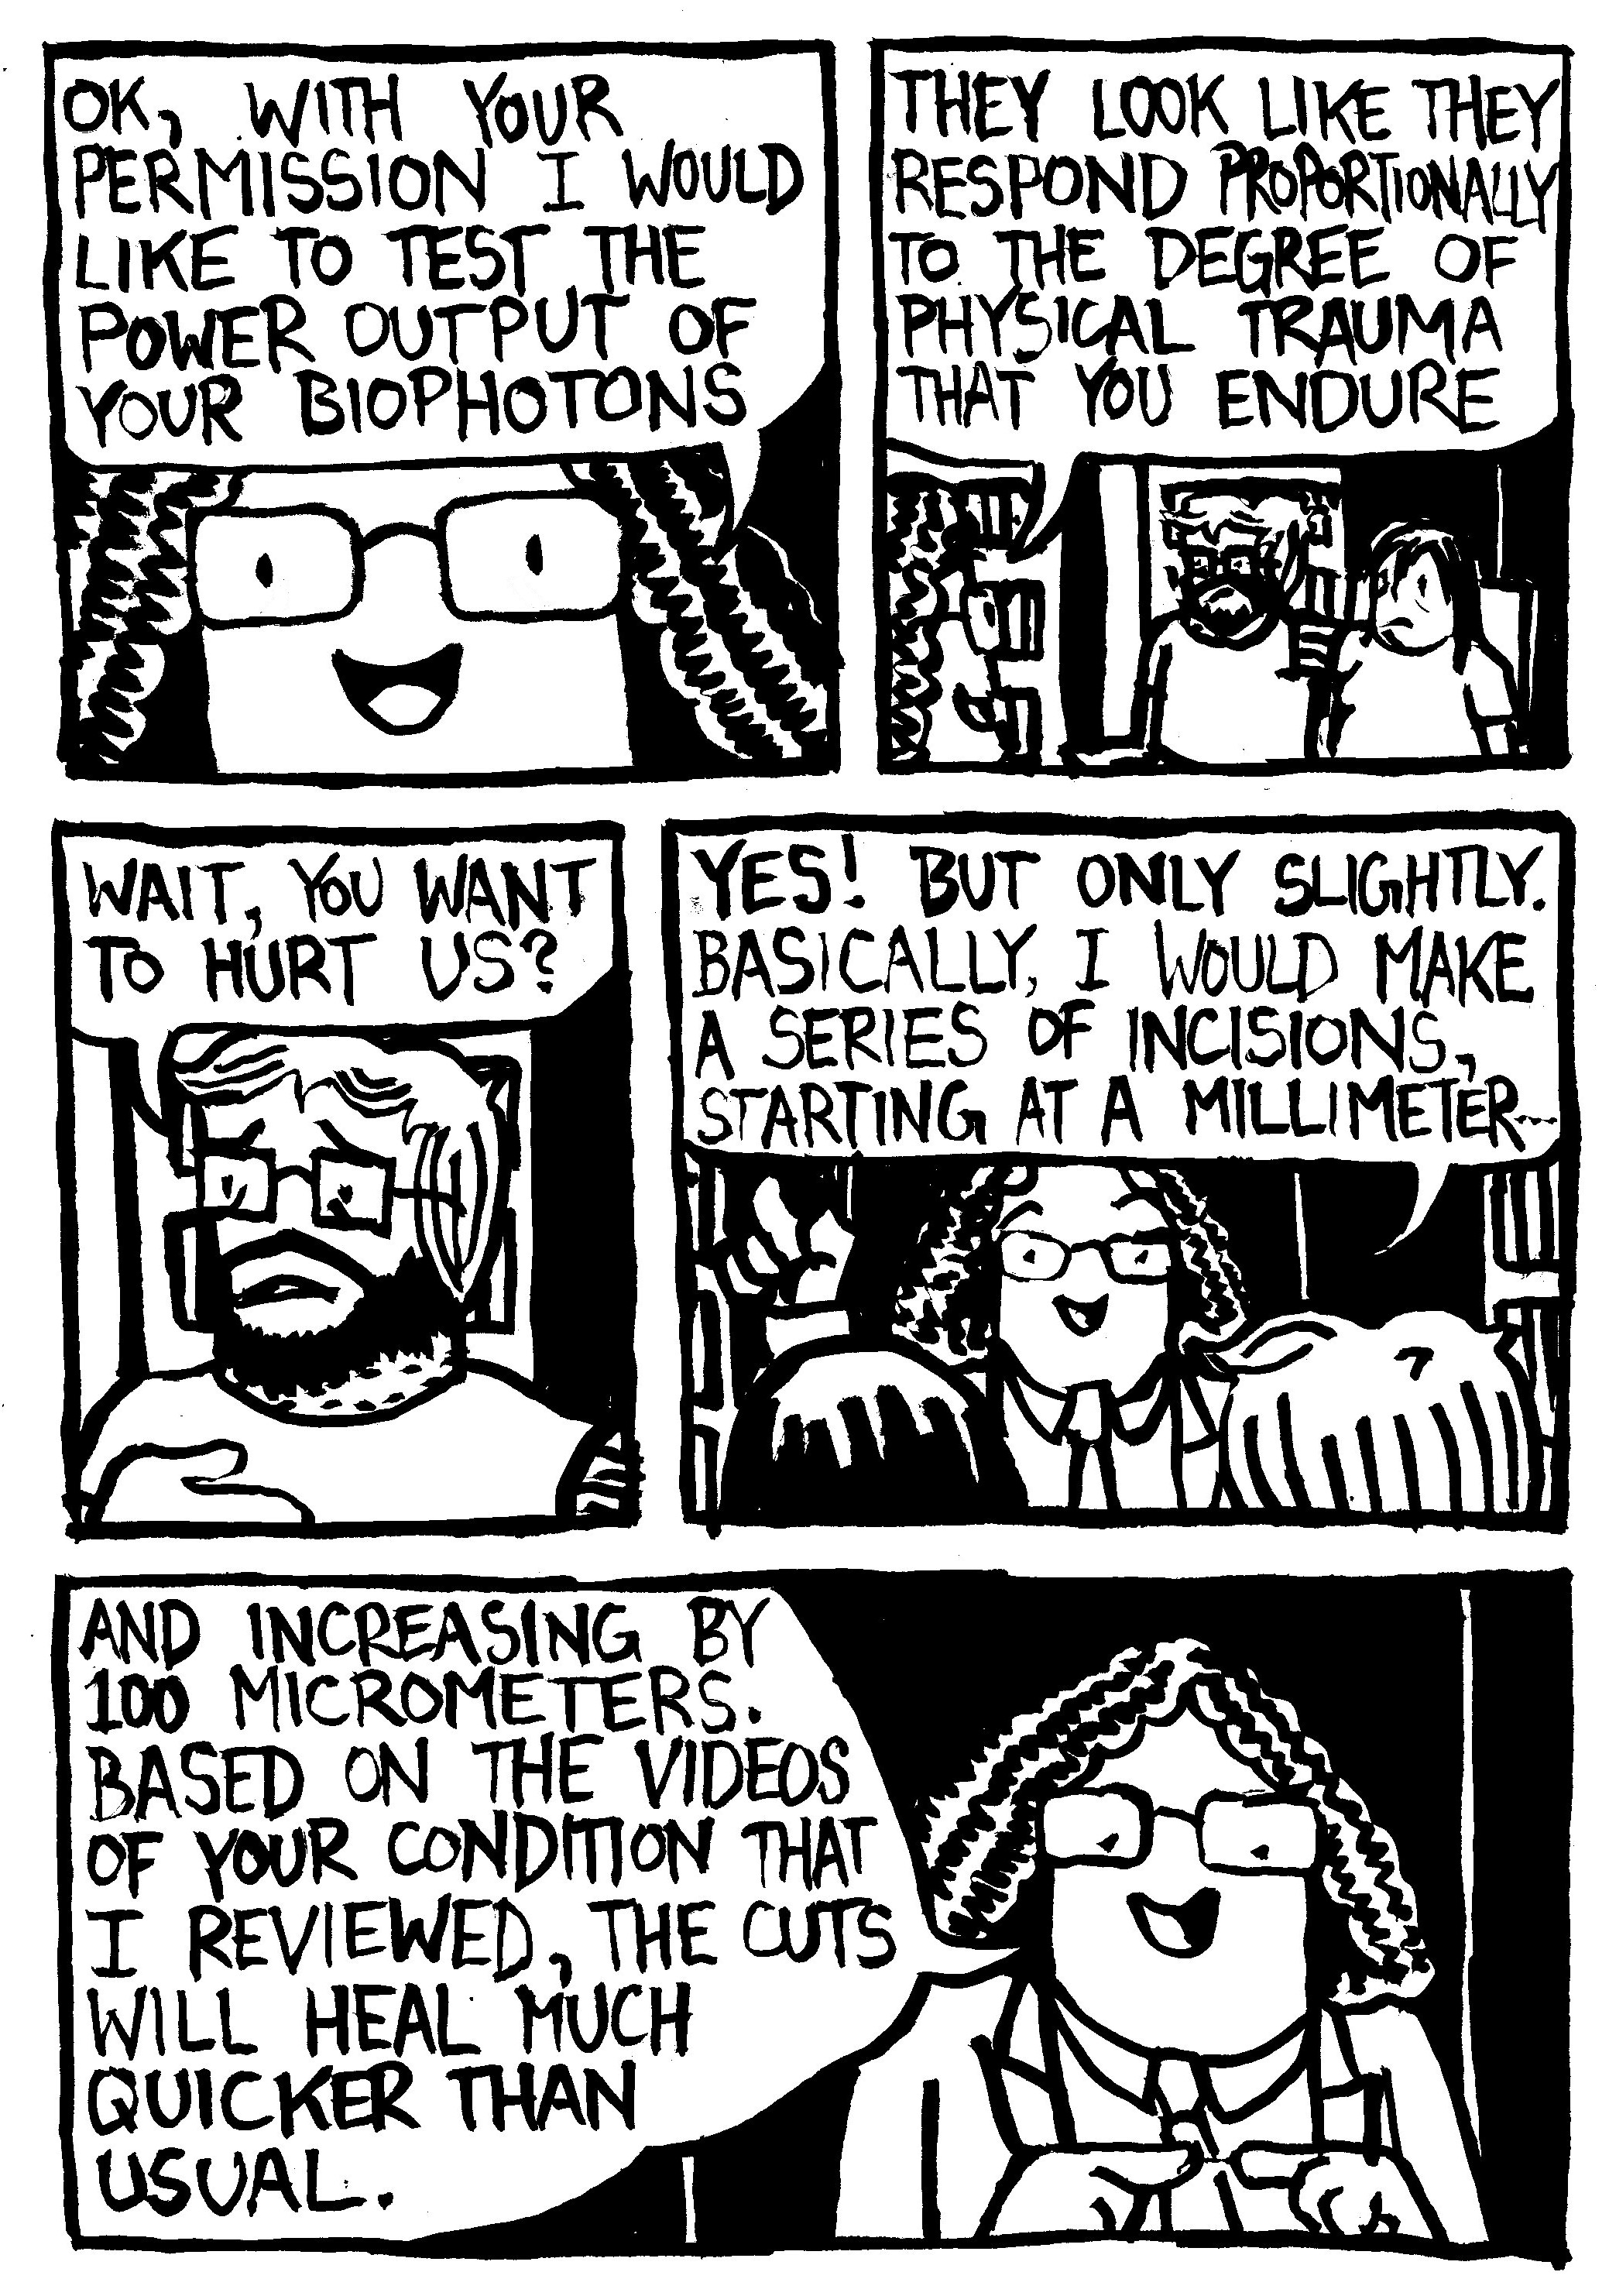 OK, WITH YOUR
PERMISSION I WOULD
LIKE TO TEST THE
POWER OUTPUT OF
YOUR BIOPHOTONS
THEY LOOK LIKE THEY
RESPOND PROPORTIONALLY
TO THE DEGREE OF
PHYSICAL TRAUMA
THAT YOU ENDURE
WAIT, YOU WANT
TO HURT US?
YES! BUT ONLY SLIGHTLY.
BASICALLY, I WOULD MAKE
A SERIES OF INCISIONS,
STARTING AT A MILLIMETER...
AND INCREASING BY
100 MICROMETERS.
BASED ON THE VIDEOS
OF YOUR CONDITION THAT
I REVIEWED, THE CUTS
WILL HEAL MUCH
QUICKER THAN
USUAL.